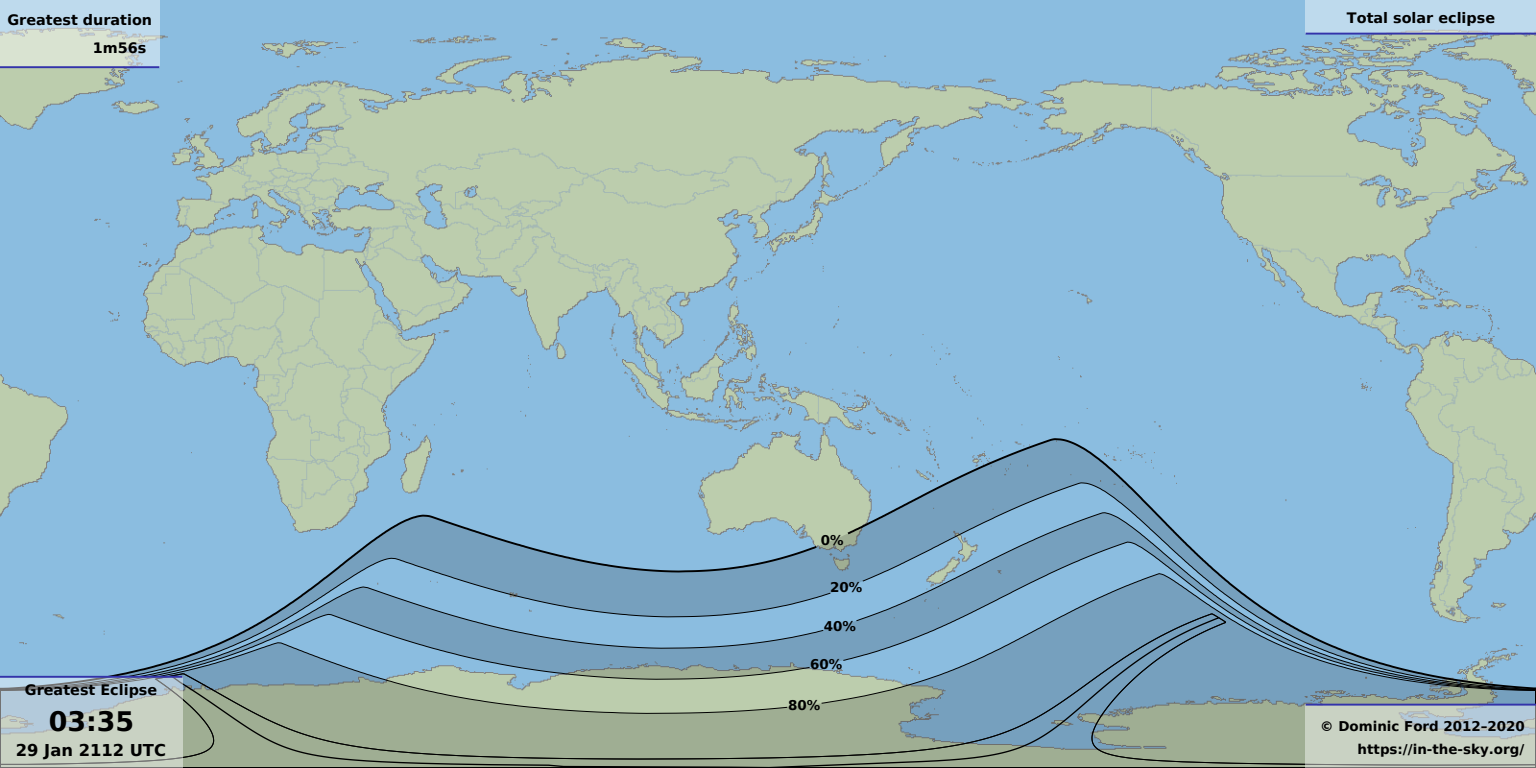 Greatest duration
1m56s
Total solar eclipse
0%
20%
40%
60%
80%
Greatest Eclipse
03:35
29 Jan 2112 UTC
© Dominic Ford 2012–2020
https://in-the-sky.org/